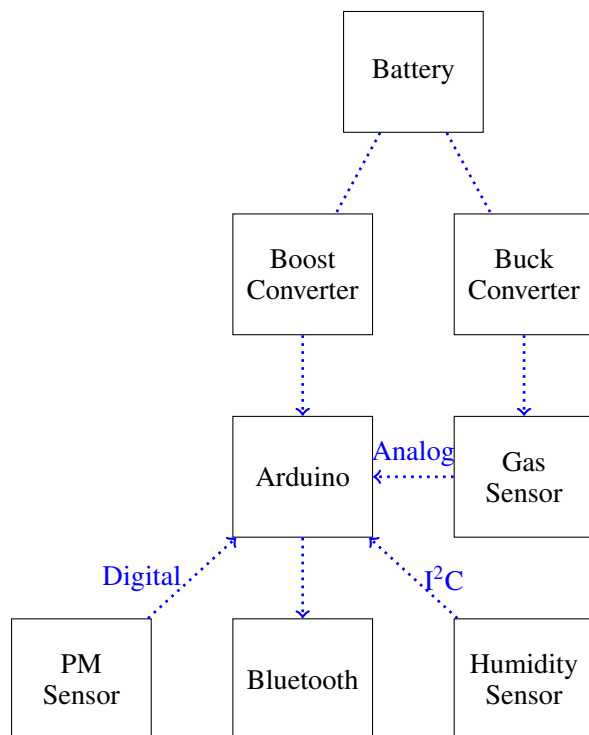 Battery
Boost
Converter
Buck
Converter
Analog
Arduino
Gas
Sensor
Digital
I²C
PM
Sensor
Bluetooth
Humidity
Sensor